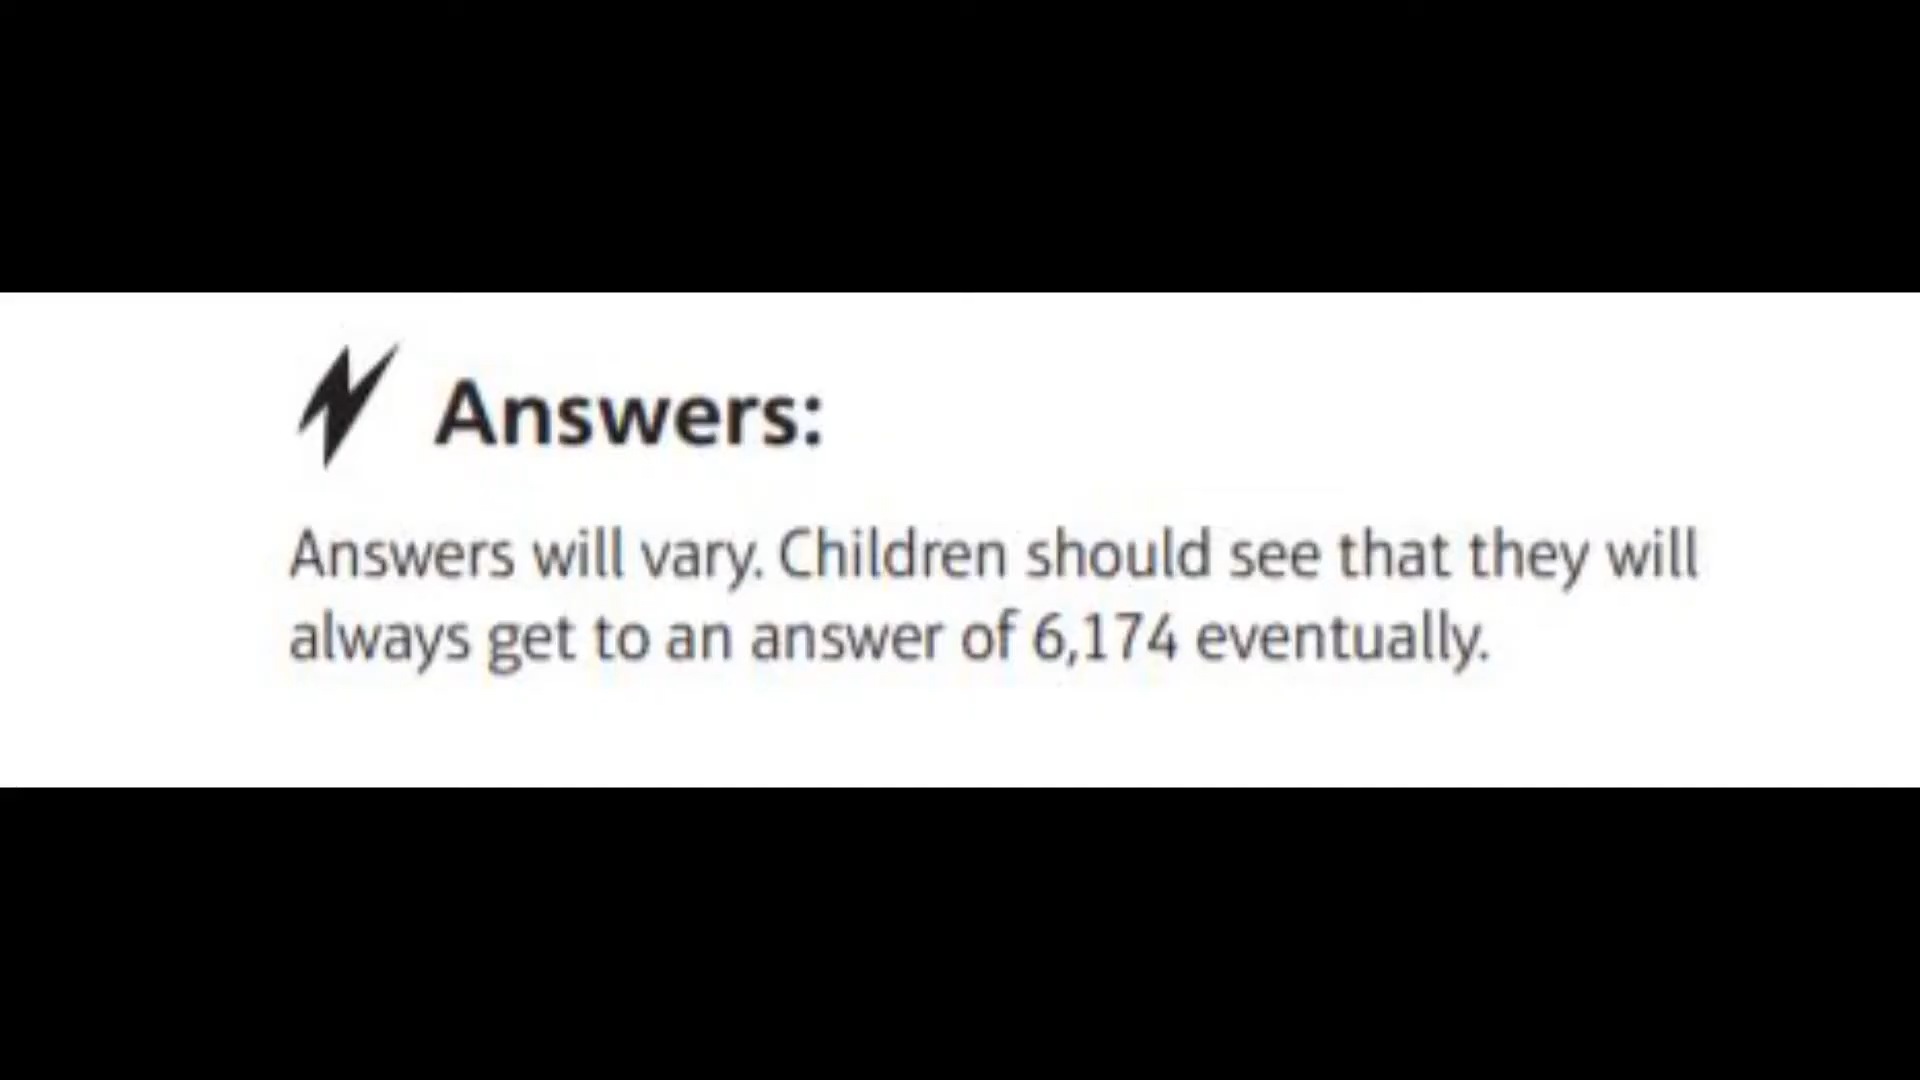 Answers:
Answers will vary. Children should see that they will
always get to an answer of 6,174 eventually.